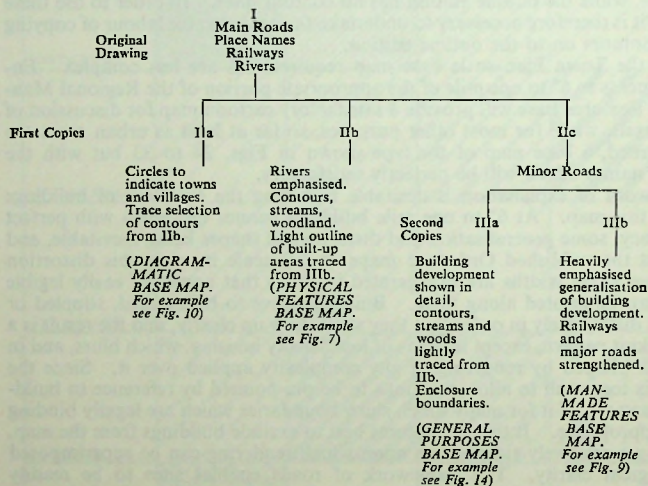 I
Main Roads
Place Names
Railways
Rivers
Original
Drawing
First Copies
IIa
Circles to
indicate towns
and villages.
Trace selection
of contours
from IIb.
(DIAGRAM-
MATIC
BASE MAP.
For example
see Fig. 10)
IIb
Rivers
emphasised.
Contours,
streams,
woodland.
Light outline
of built-up
areas traced
from IIIb.
(PHYSICAL
FEATURES
BASE MAP.
For example
see Fig. 7)
IIc
Minor Roads
Second
Copies
IIIa
Building
development
shown in
detail,
contours,
streams and
woods
lightly
traced from
IIb.
Enclosure
boundaries.
(GENERAL
PURPOSES
BASE MAP.
For example
see Fig. 14)
IIIb
Heavily
emphasised
generalisation
of building
development.
Railways
and
major roads
strengthened.
(MAN-
MADE
FEATURES
BASE
MAP.
For example
see Fig. 9)